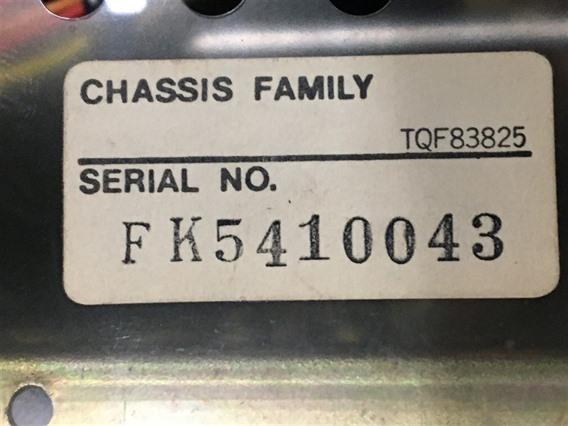 CHASSIS FAMILY
TQF83825
SERIAL NO.
FK5410043